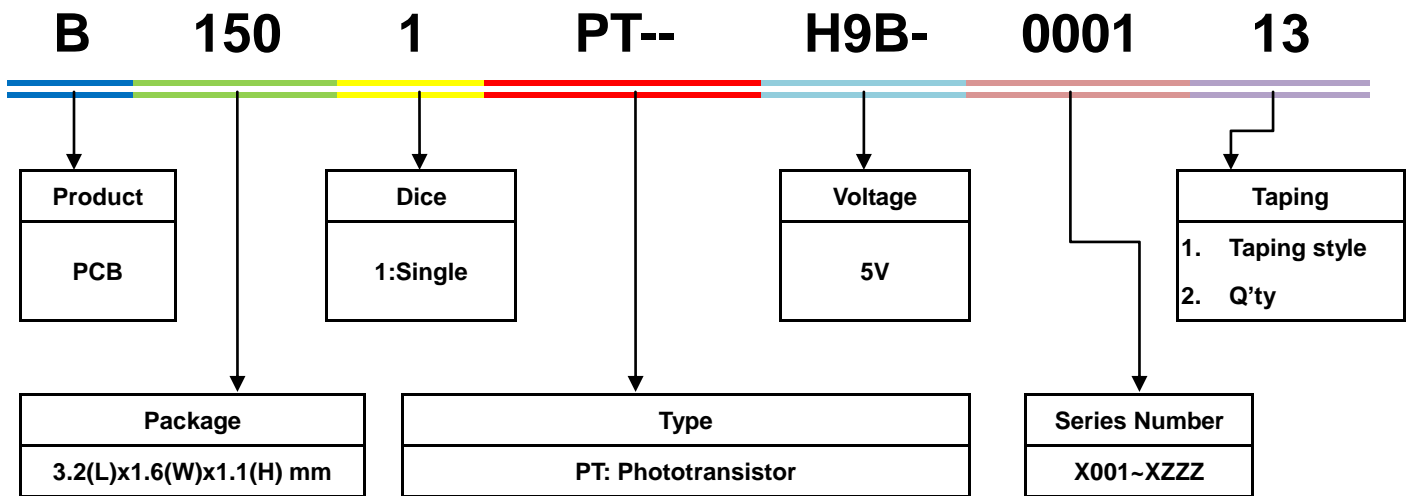 B 150 1 PT-- H9B- 0001 13
Product
PCB
Dice
1:Single
Voltage
5V
Taping
1. Taping style
2. Q’ty
Package
3.2(L)x1.6(W)x1.1(H) mm
Type
PT: Phototransistor
Series Number
X001~XZZZ